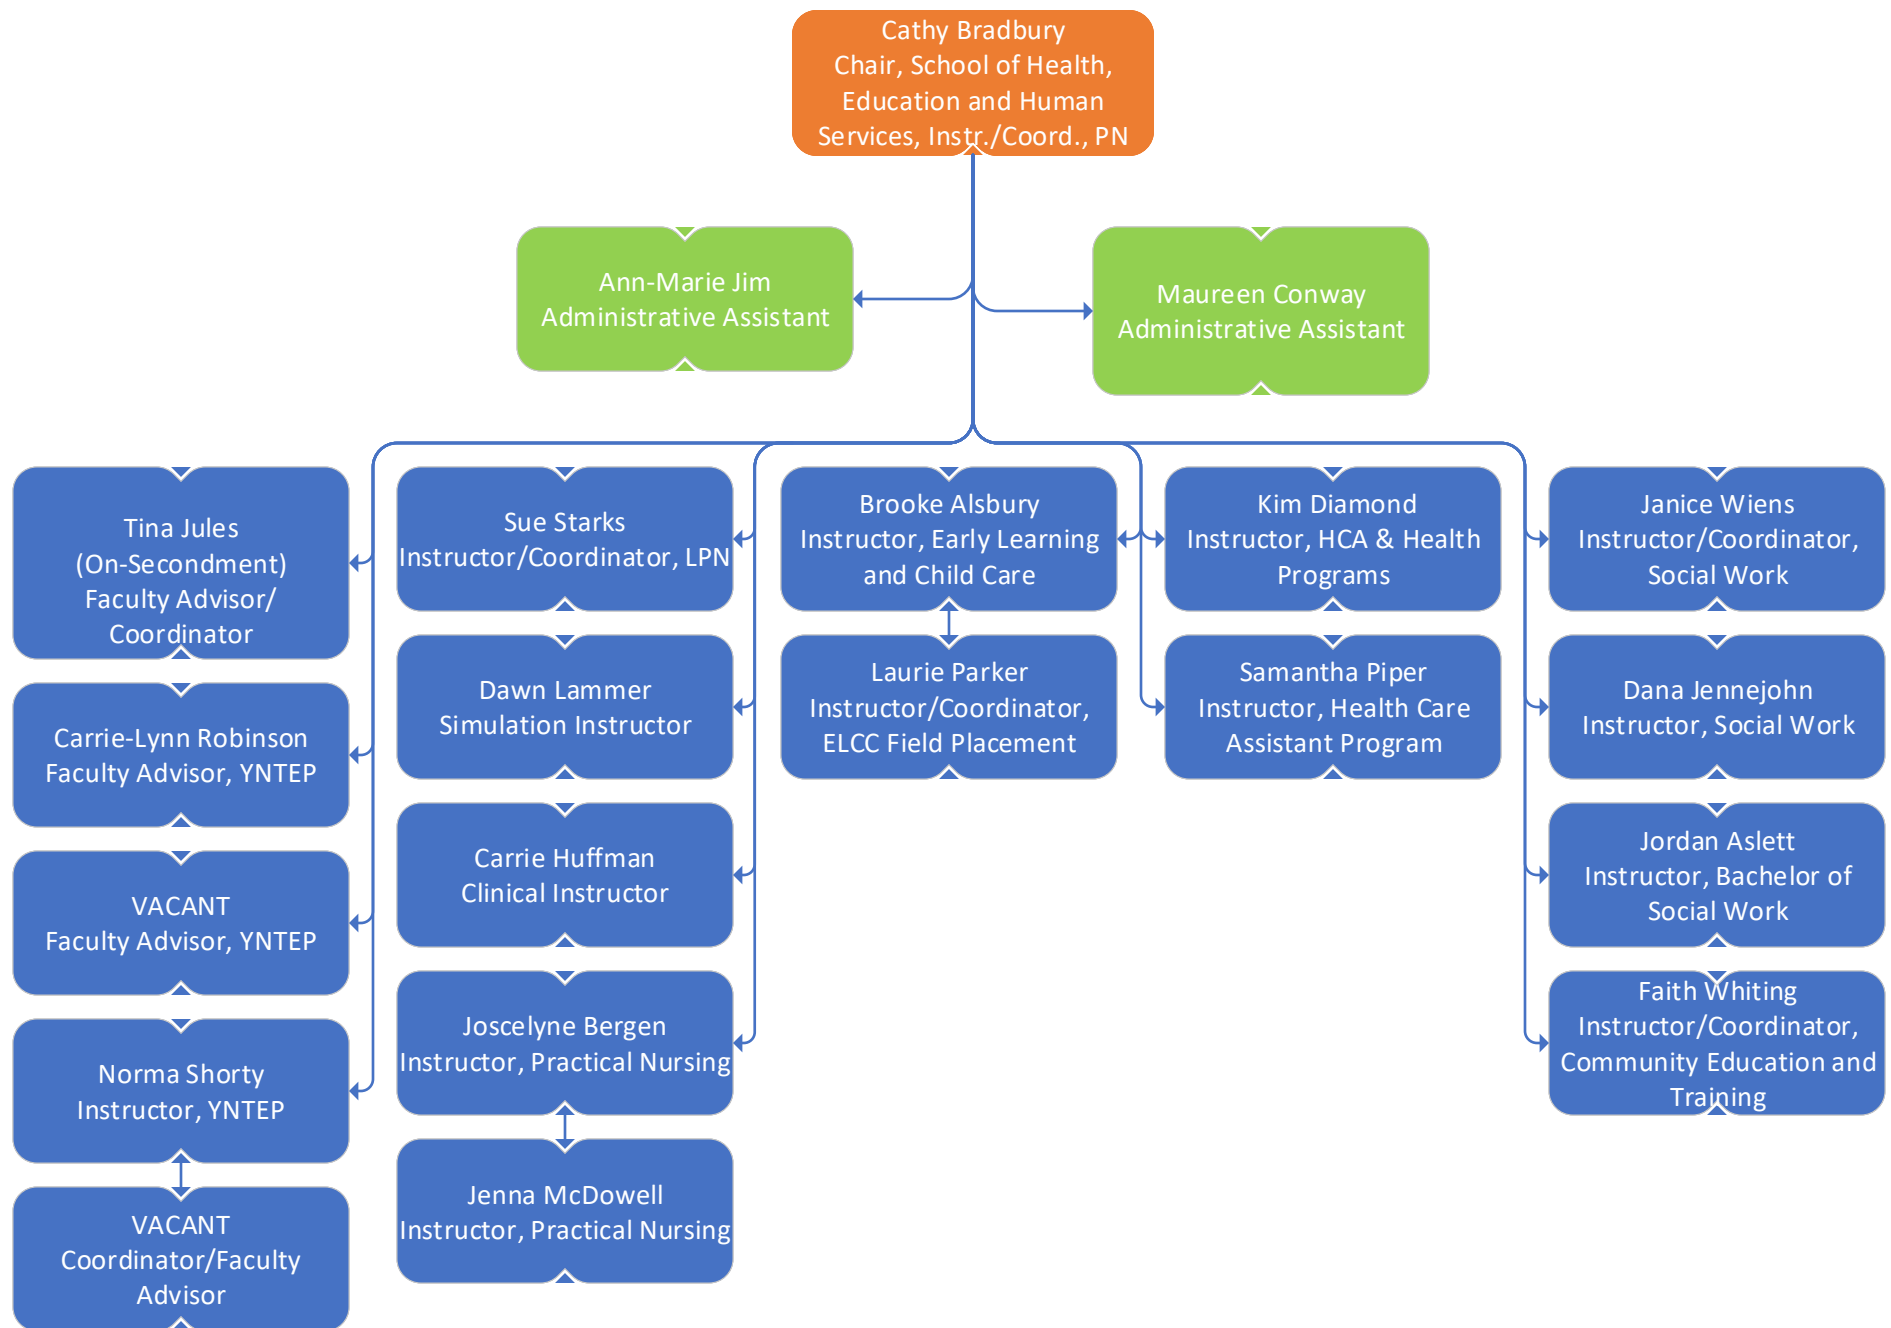 Cathy Bradbury
Chair, School of Health,
Education and Human
Services, Instr./Coord., PN
Ann-Marie Jim
Administrative Assistant
Maureen Conway
Administrative Assistant
Tina Jules
(On-Secondment)
Faculty Advisor/
Coordinator
Carrie-Lynn Robinson
Faculty Advisor, YNTEP
VACANT
Faculty Advisor, YNTEP
Norma Shorty
Instructor, YNTEP
VACANT
Coordinator/Faculty
Advisor
Sue Starks
Instructor/Coordinator, LPN
Dawn Lammer
Simulation Instructor
Carrie Huffman
Clinical Instructor
Joscelyne Bergen
Instructor, Practical Nursing
Jenna McDowell
Instructor, Practical Nursing
Brooke Alsbury
Instructor, Early Learning
and Child Care
Laurie Parker
Instructor/Coordinator,
ELCC Field Placement
Kim Diamond
Instructor, HCA & Health
Programs
Samantha Piper
Instructor, Health Care
Assistant Program
Janice Wiens
Instructor/Coordinator,
Social Work
Dana Jennejohn
Instructor, Social Work
Jordan Aslett
Instructor, Bachelor of
Social Work
Faith Whiting
Instructor/Coordinator,
Community Education and
Training